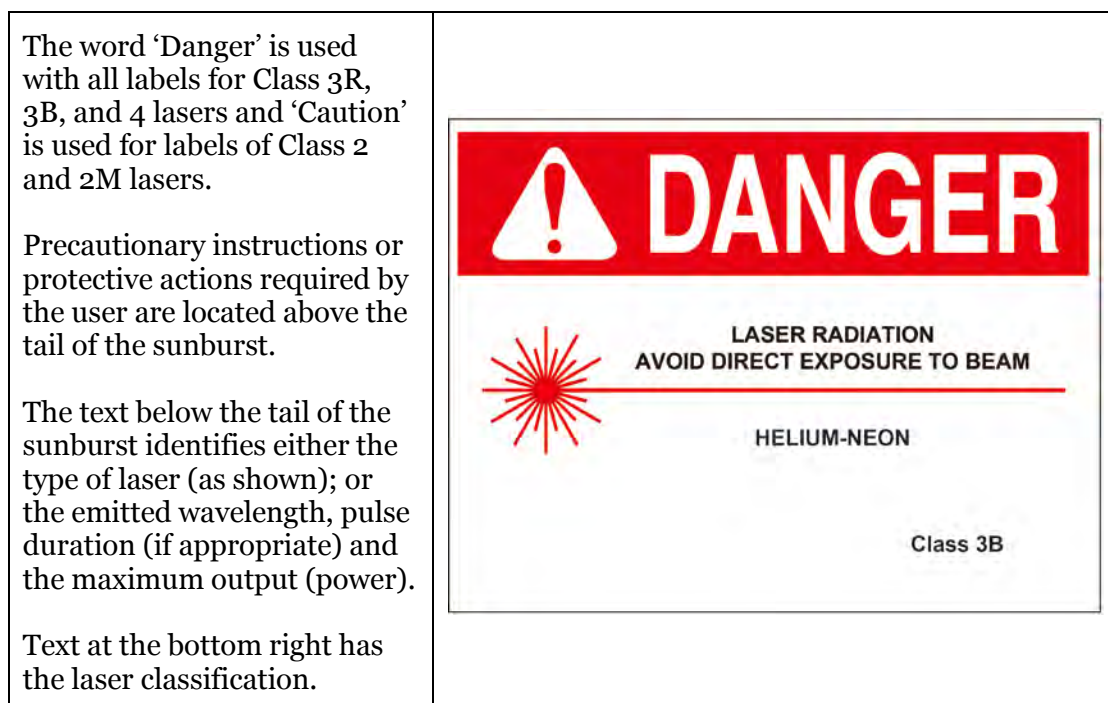 The word ‘Danger’ is used
with all labels for Class 3R,
3B, and 4 lasers and ‘Caution’
is used for labels of Class 2
and 2M lasers.
Precautionary instructions or
protective actions required by
the user are located above the
tail of the sunburst.
The text below the tail of the
sunburst identifies either the
type of laser (as shown); or
the emitted wavelength, pulse
duration (if appropriate) and
the maximum output (power).
Text at the bottom right has
the laser classification.
DANGER
LASER RADIATION
AVOID DIRECT EXPOSURE TO BEAM
HELIUM-NEON
Class 3B